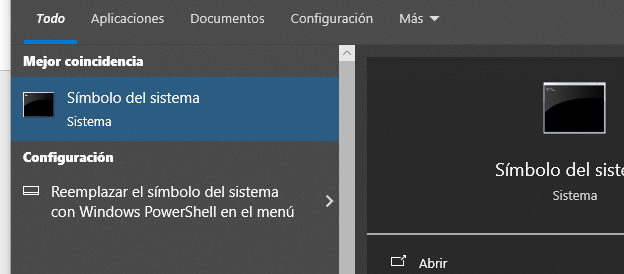 Todo Aplicaciones Documentos Configuración Más
Mejor coincidencia
Símbolo del sistema
Sistema
Configuración
Reemplazar el símbolo del sistema
con Windows PowerShell en el menú
Símbolo del siste
Sistema
Abrir